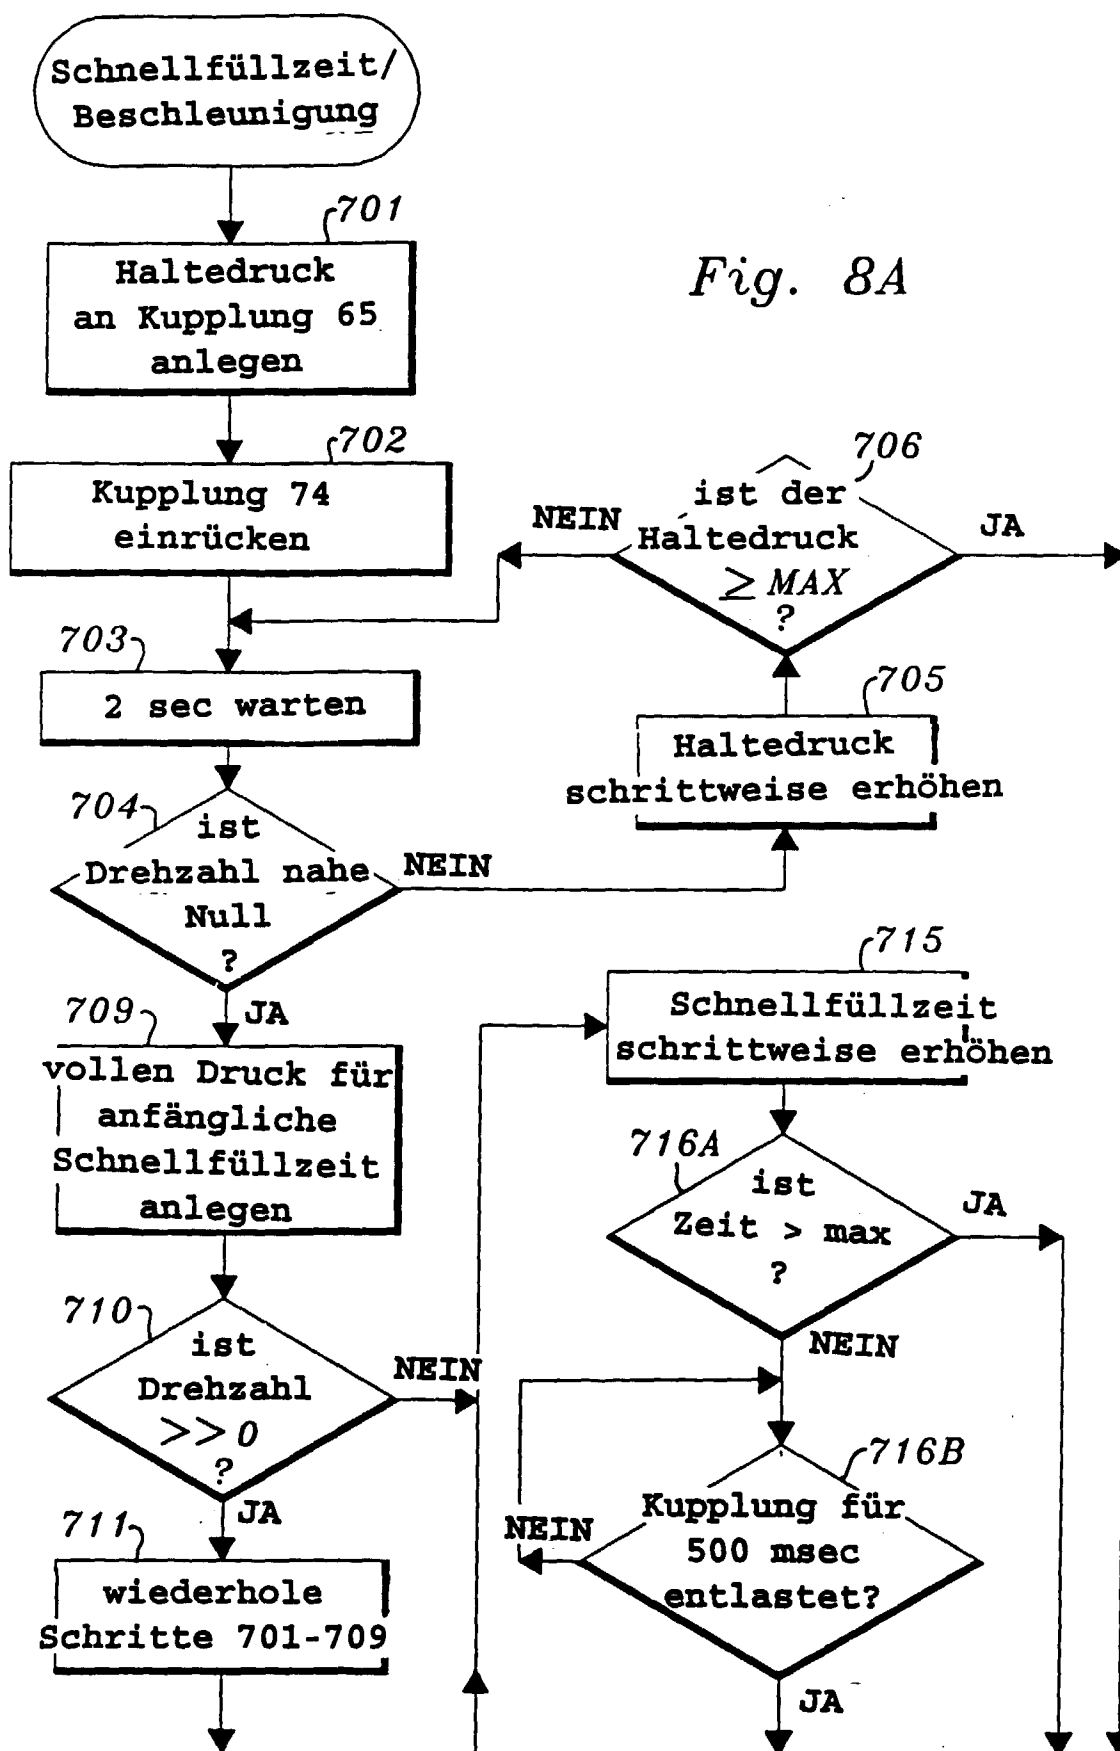 Schnellfüllzeit/
Beschleunigung
701
Haltedruck
an Kupplung 65
anlegen
Fig. 8A
702
Kupplung 74
einrücken
703
2 sec warten
704
ist
Drehzahl nahe
Null
?
NEIN
JA
705
Haltedruck
schrittweise erhöhen
706
ist der
Haltedruck
≥ MAX
?
NEIN
JA
709
vollen Druck für
anfängliche
Schnellfüllzeit
anlegen
710
ist
Drehzahl
>>0
?
NEIN
JA
711
wiederhole
Schritte 701-709
715
Schnellfüllzeit
schrittweise erhöhen
716A
ist
Zeit > max
?
JA
NEIN
716B
Kupplung für
500 msec
entlastet?
NEIN
JA